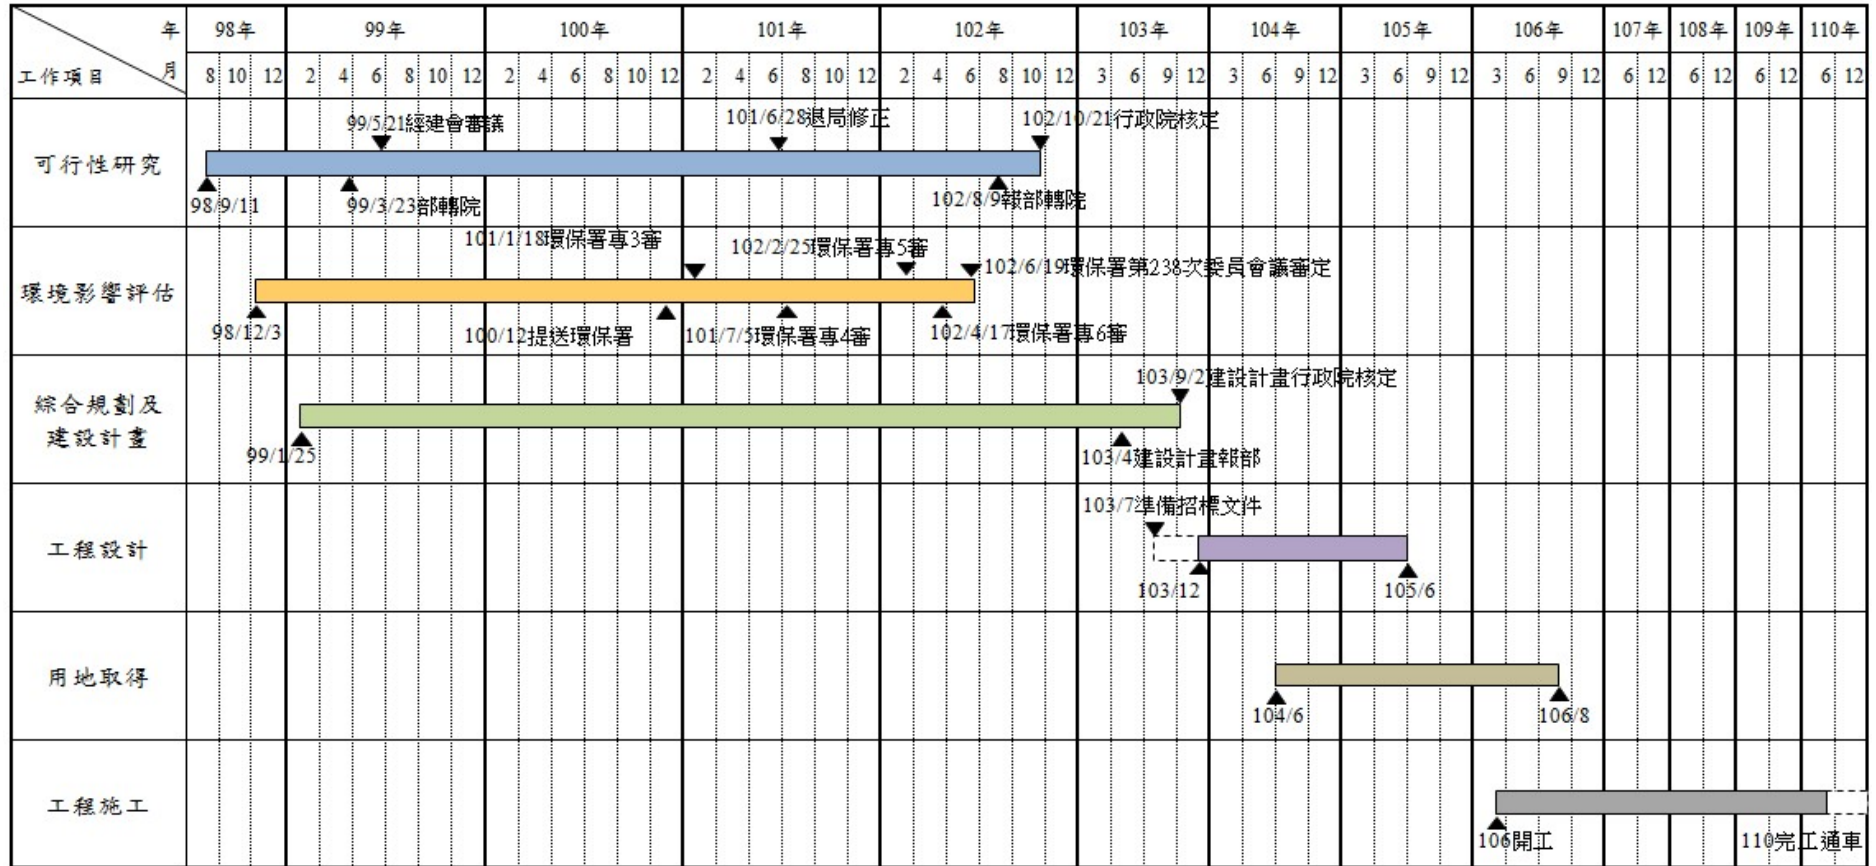 年 98年 99年 100年 101年 102年 103年 104年 105年 106年 107年 108年 109年 110年
工作項目 月 8 10 12 2 4 6 8 10 12 2 4 6 8 10 12 2 4 6 8 10 12 2 4 6 8 10 12 3 6 9 12 3 6 9 12 3 6 9 12 3 6 9 12 6 12 6 12 6 12 6 12
99/5/21經建會審議 101/6/28退局修正 102/10/21行政院核定
可行性研究
98/9/11 99/3/23部轉院 102/8/9報部轉院
101/1/18環保署專3審 102/2/25環保署專5審
102/6/19環保署第238次委員會議審定
環境影響評估
98/12/3 100/12提送環保署 101/7/5環保署專4審 102/4/17環保署專6審
103/9/2建設計畫行政院核定
綜合規劃及
建設計畫
99/1/25 103/4建設計畫報部
103/7準備招標文件
工程設計
103/12 105/6
用地取得
104/6 106/8
工程施工
106開工 110完工通車